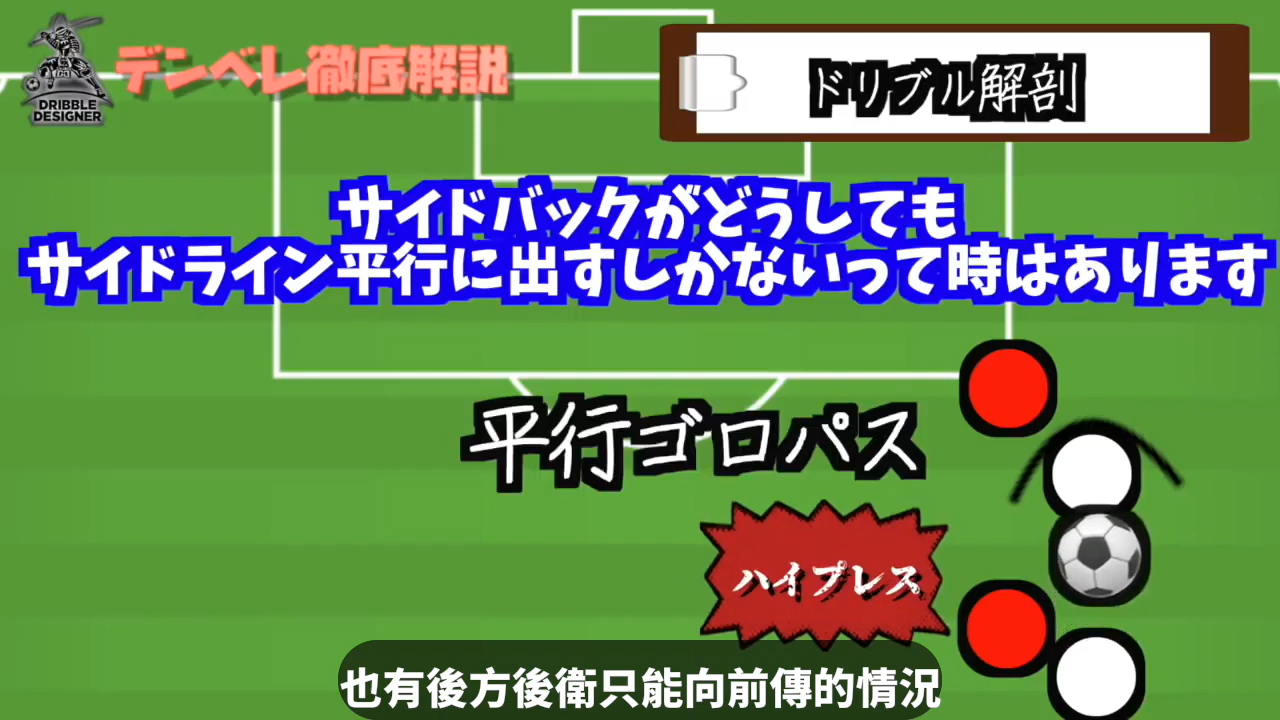 DRIBBLE
DESIGNER
デンベレ徹底解説
ドリブル解剖
サイドバックがどうしても
サイドライン平行に出すしかないって時はあります
平行ゴロパス
ハイプレス
也有後方後衛只能向前傳的情況